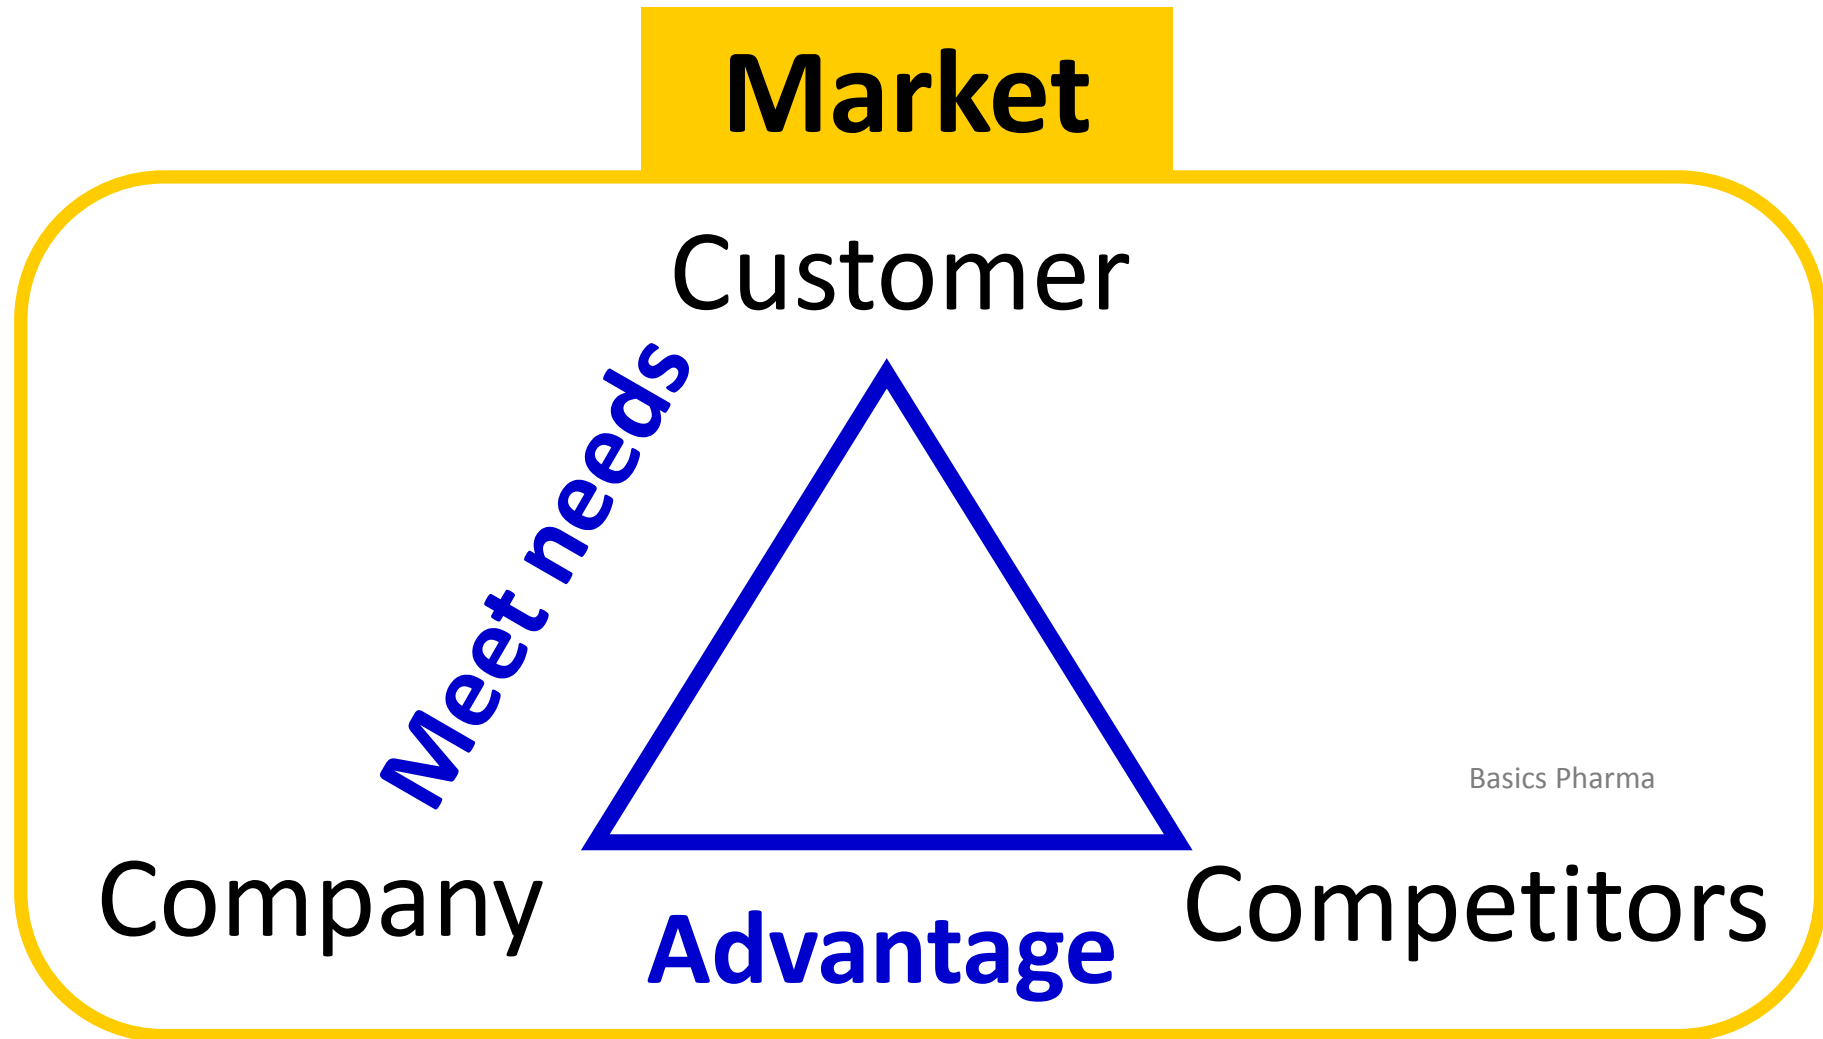 Market
Customer
Meet needs
Basics Pharma
Company
Competitors
Advantage